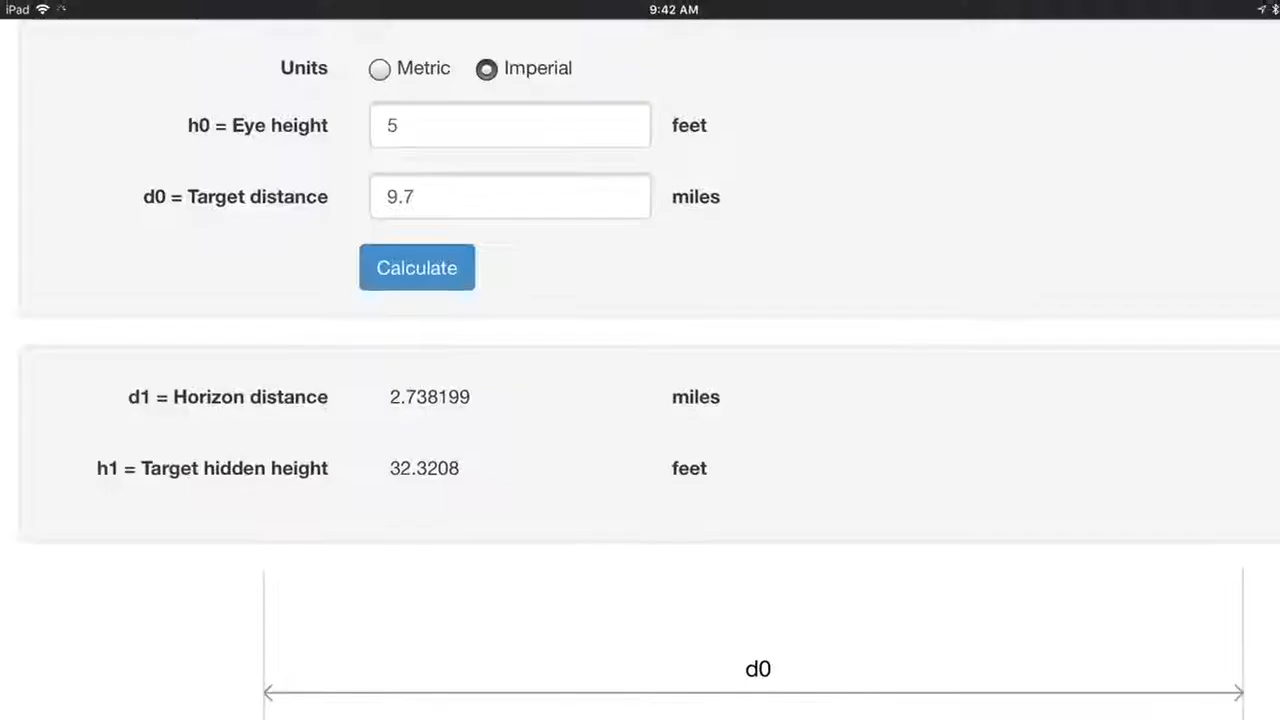 iPad 9:42 AM
Units Metric Imperial
h0 = Eye height 5 feet
d0 = Target distance 9.7 miles
Calculate
d1 = Horizon distance 2.738199 miles
h1 = Target hidden height 32.3208 feet
d0